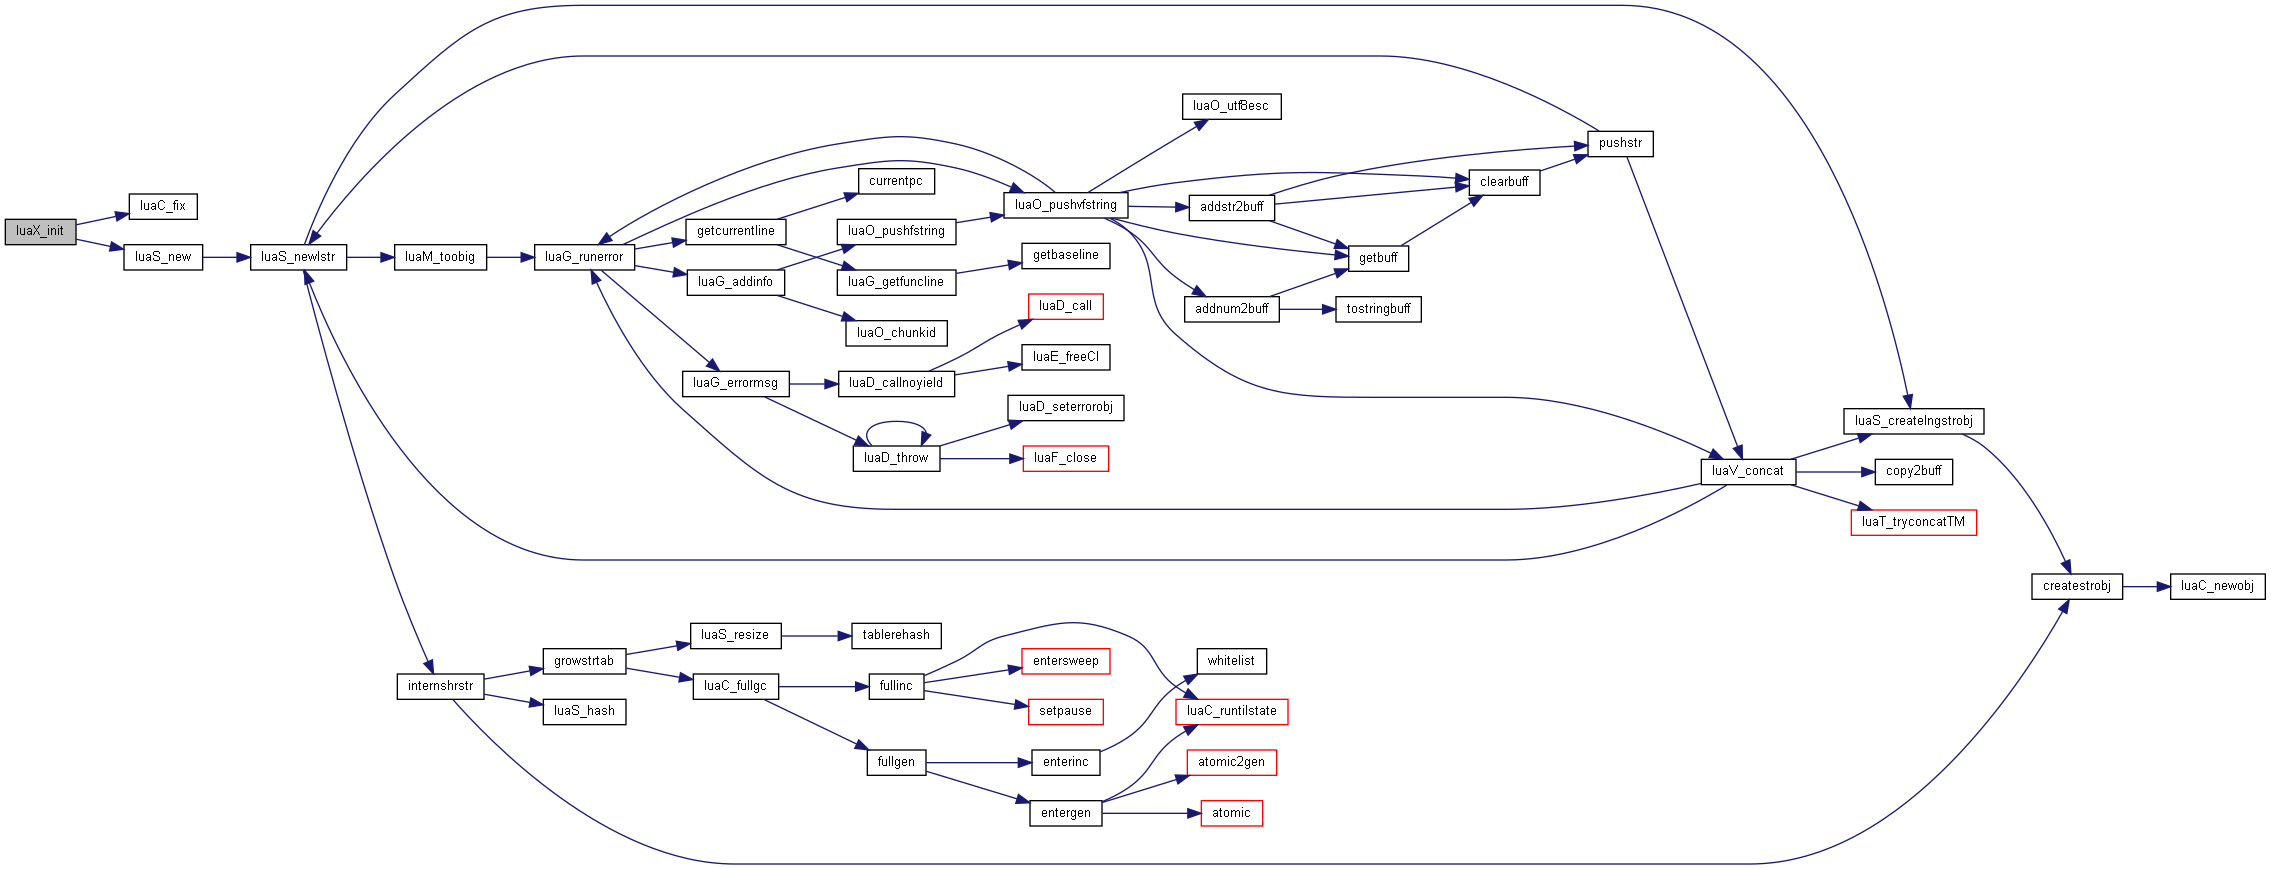 luaX_init
luaC_fix
luaS_new
luaS_newlstr
luaM_toobig
luaG_runerror
getcurrentline
luaG_addinfo
currentpc
luaO_pushfstring
luaG_getfuncline
luaO_chunkid
luaG_errormsg
luaD_callnoyield
luaD_throw
luaO_pushvfstring
getbaseline
luaD_call
luaE_freeCI
luaD_seterrorobj
luaF_close
luaO_utf8esc
addstr2buff
addnum2buff
getbuff
tostringbuff
clearbuff
pushstr
luaV_concat
luaS_createlngstrobj
copy2buff
luaT_tryconcatTM
createstrobj
luaC_newobj
internshrstr
growstrtab
luaS_hash
luaS_resize
luaC_fullgc
tablerehash
fullinc
fullgen
entersweep
setpause
enterinc
entergen
whitelist
luaC_runtilstate
atomic2gen
atomic